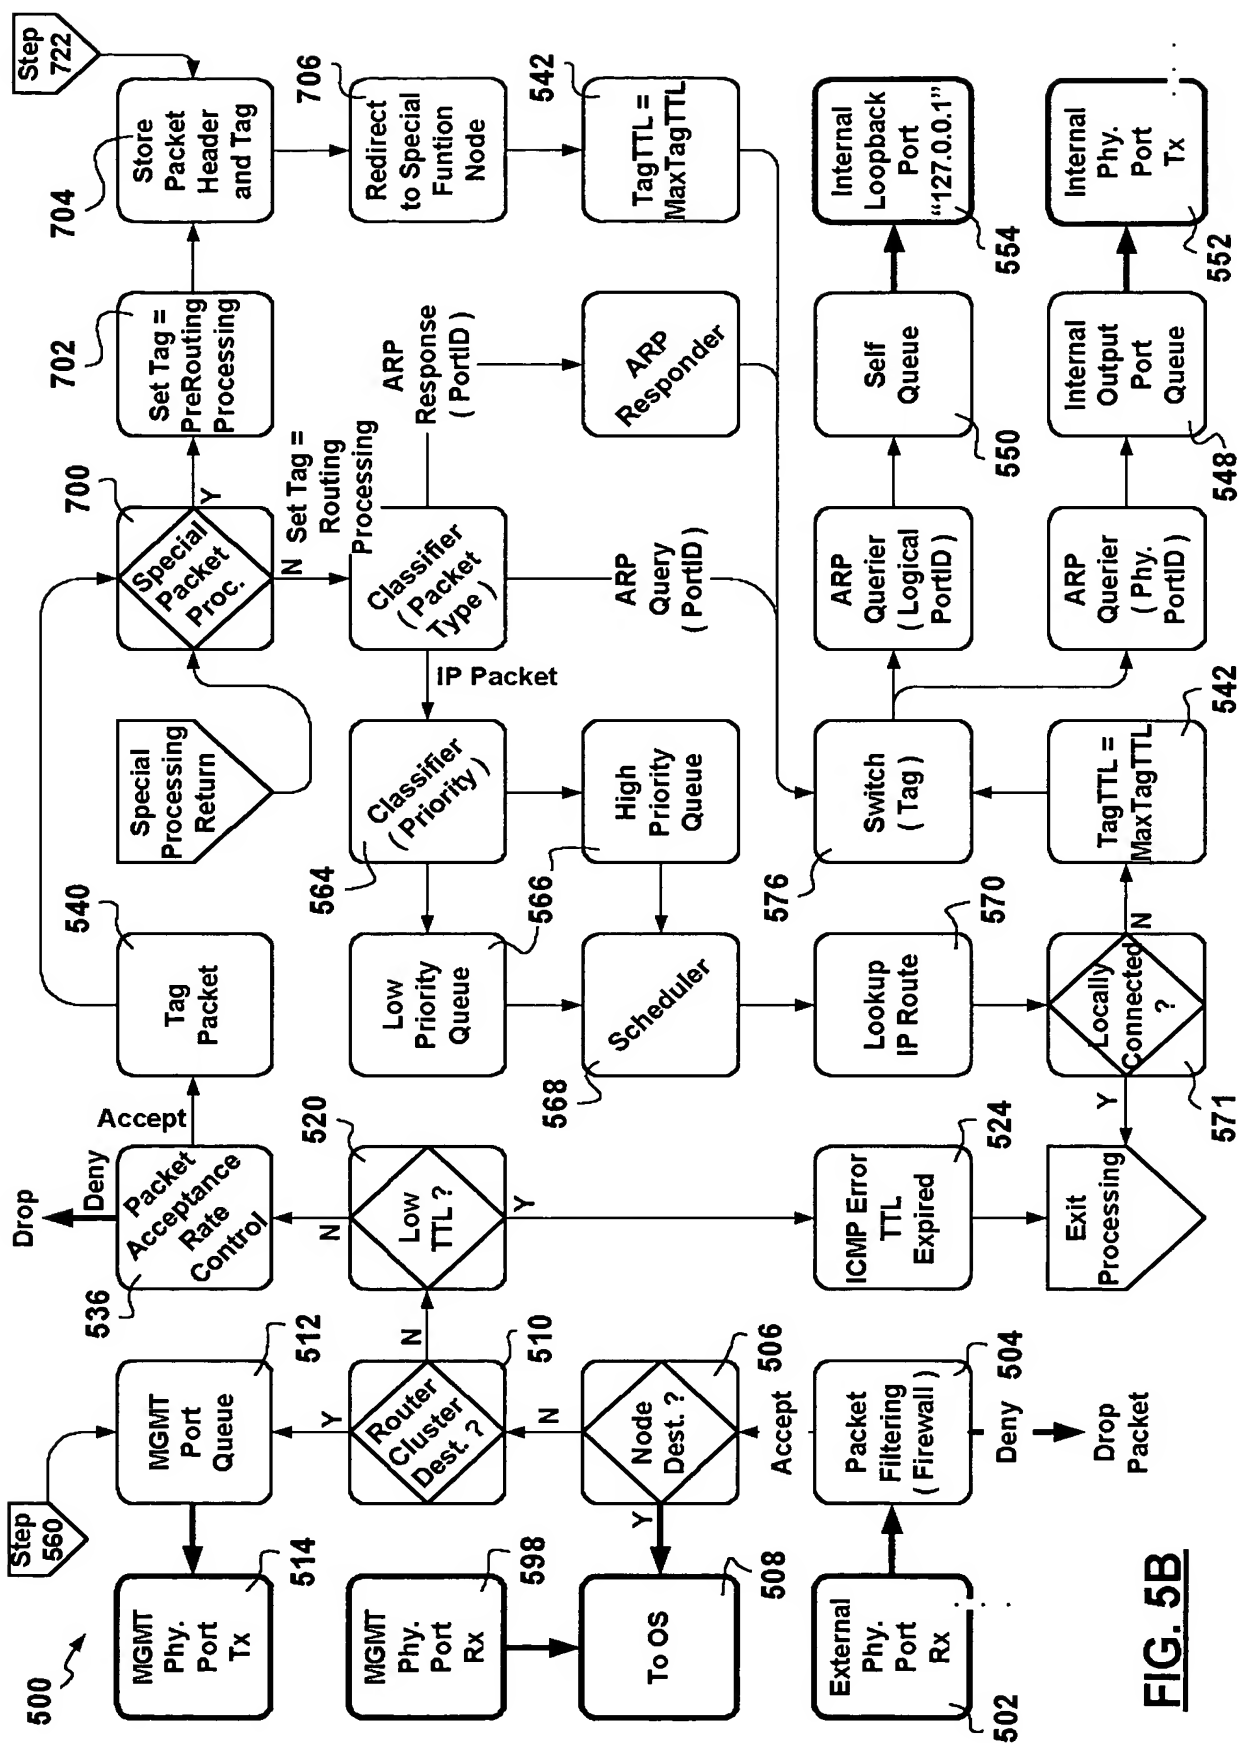 500
Step
560
Drop
Step
722
MGMT
Phy.
Port
Tx
514
MGMT
Port
Queue
512
Deny
Packet
Acceptance
Rate
Control
536
Accept
Tag
Packet
540
Special
Processing
Return
Special
Packet
Proc.
700
Y
N
Set Tag =
PreRouting
Processing
702
Store
Packet
Header
and Tag
704
MGMT
Phy.
Port
Rx
598
Y
Router
Cluster
Dest. ?
510
N
N
Low
TTL ?
520
Y
Low
Priority
Queue
566
Classifier
( Priority )
564
IP Packet
Set Tag =
Routing
Processing
Classifier
( Packet
Type )
ARP
Response
( PortID )
Redirect
to Special
Funtion
Node
706
To OS
508
Y
Node
Dest. ?
506
N
Scheduler
568
High
Priority
Queue
ARP
Query
( PortID )
ARP
Responder
TagTTL =
MaxTagTTL
542
External
Phy.
Port
Rx
502
Accept
Packet
Filtering
( Firewall )
504
Deny
Drop
Packet
ICMP Error
TTL
Expired
524
Lookup
IP Route
570
Switch
( Tag )
576
ARP
Querier
( Logical
PortID )
Self
Queue
550
Internal
Loopback
Port
“127.0.0.1”
554
Exit
Processing
Y
Locally
Connected
?
571
N
TagTTL =
MaxTagTTL
542
ARP
Querier
( Phy.
PortID )
Internal
Output
Port
Queue
548
Internal
Phy.
Port
Tx
552
FIG. 5B